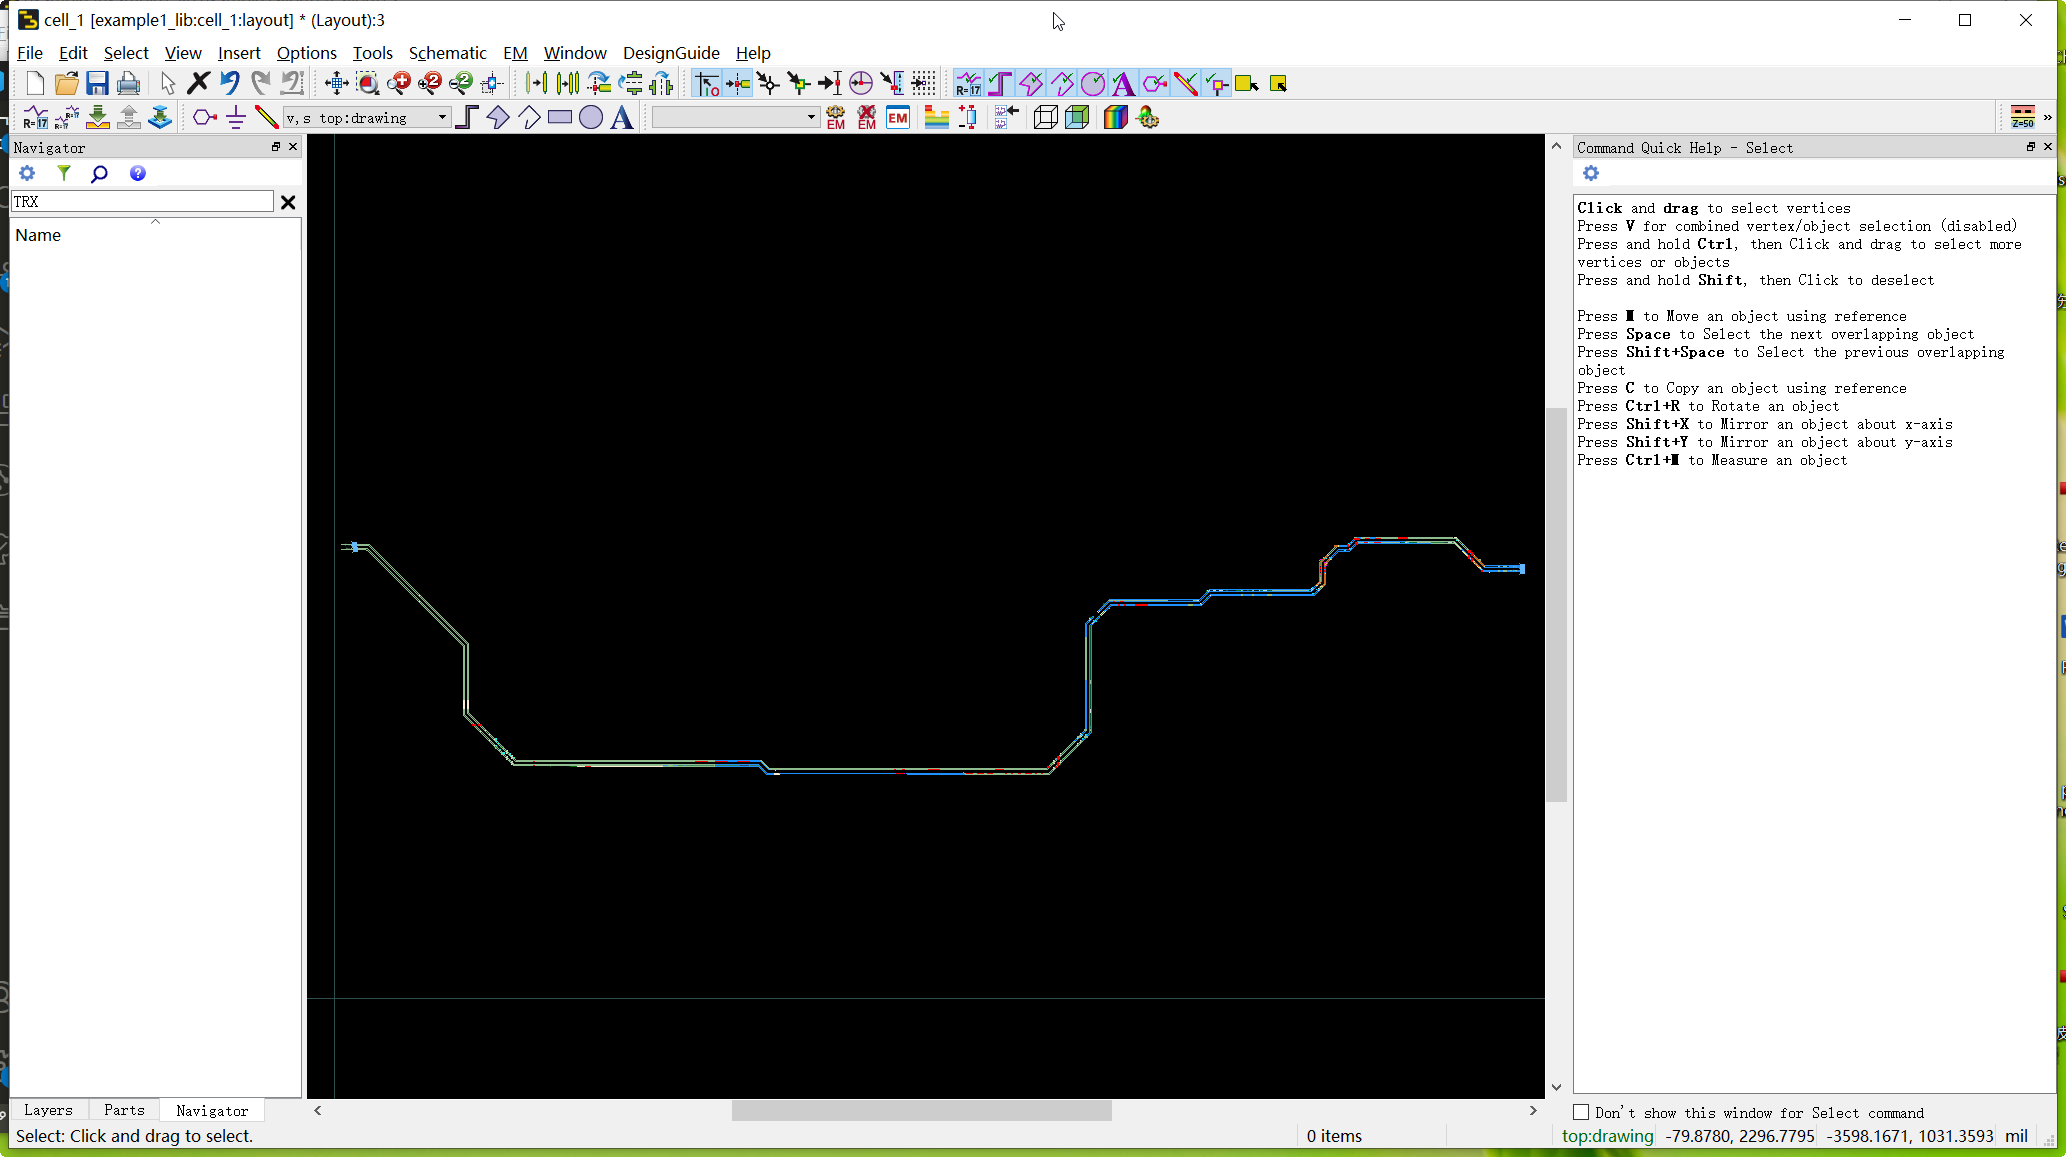 cell_1 [example1_lib:cell_1:layout] * (Layout):3
File Edit Select View Insert Options Tools Schematic EM Window DesignGuide Help
v,s top:drawing
EM EM EM
Z=50
Navigator
TRX
Name
Layers Parts Navigator
Select: Click and drag to select.
Command Quick Help - Select
Click and drag to select vertices
Press V for combined vertex/object selection (disabled)
Press and hold Ctrl, then Click and drag to select more
vertices or objects
Press and hold Shift, then Click to deselect
Press M to Move an object using reference
Press Space to Select the next overlapping object
Press Shift+Space to Select the previous overlapping
object
Press C to Copy an object using reference
Press Ctrl+R to Rotate an object
Press Shift+X to Mirror an object about x-axis
Press Shift+Y to Mirror an object about y-axis
Press Ctrl+M to Measure an object
Don't show this window for Select command
0 items
top:drawing -79.8780, 2296.7795 -3598.1671, 1031.3593 mil